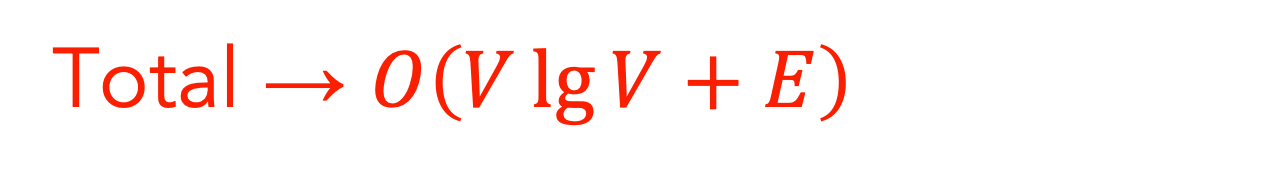 Total → 𝑂(𝑉 lg 𝑉 + 𝐸)